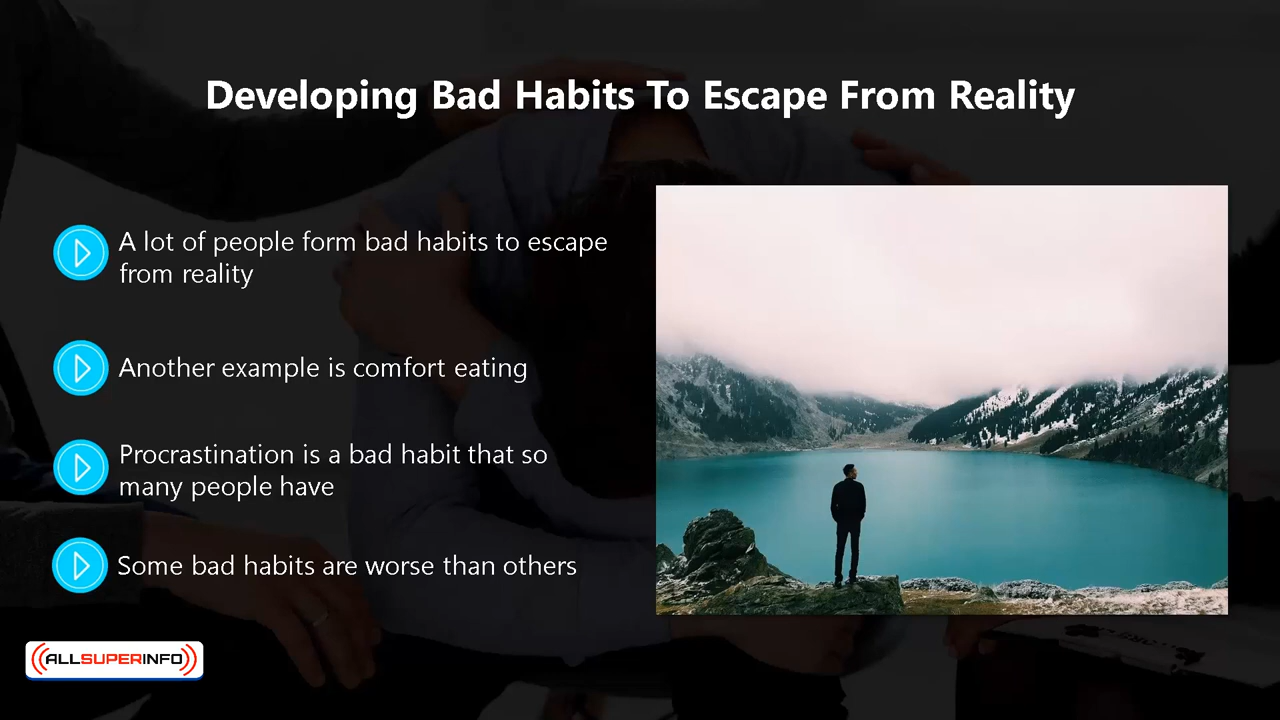 Developing Bad Habits To Escape From Reality
A lot of people form bad habits to escape
from reality
Another example is comfort eating
Procrastination is a bad habit that so
many people have
Some bad habits are worse than others
ALLSUPERINFO